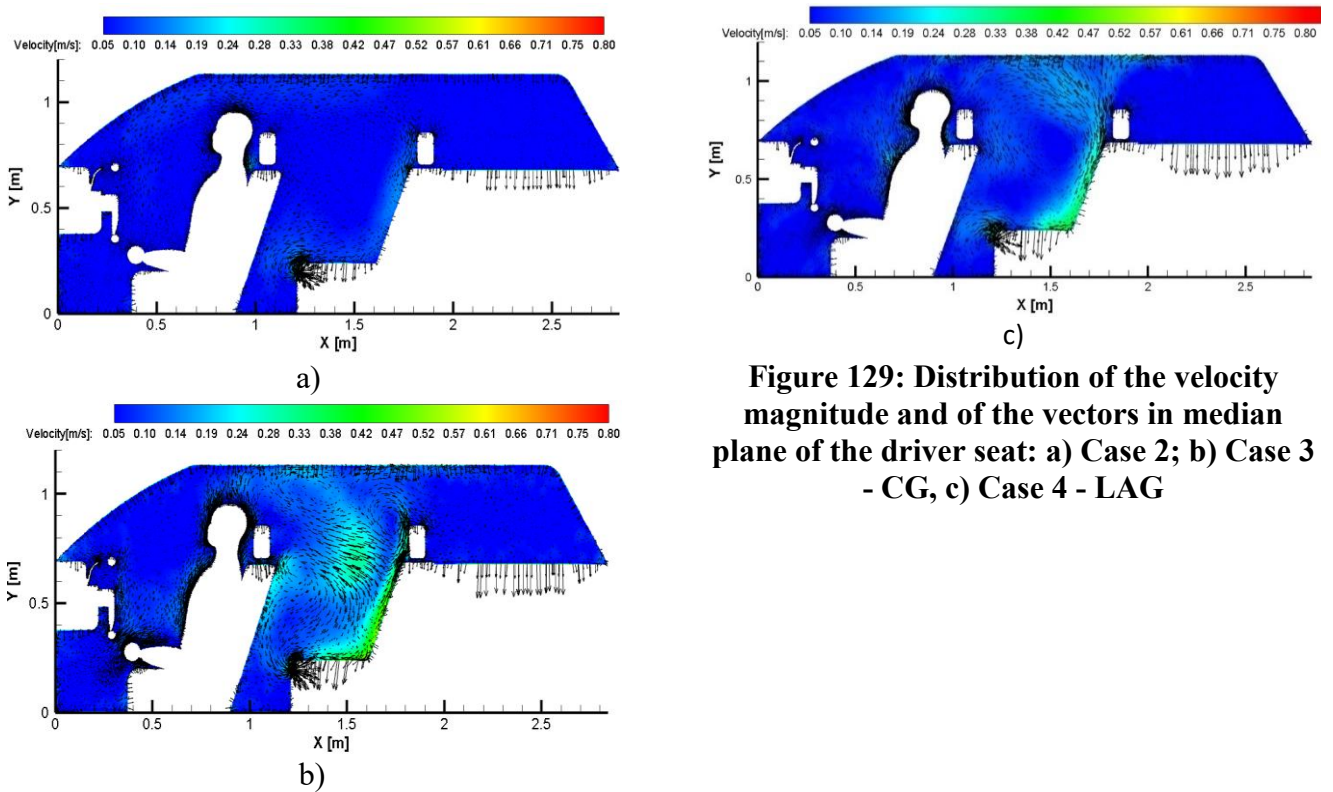 Velocity[m/s]: 0.05 0.10 0.14 0.19 0.24 0.28 0.33 0.38 0.42 0.47 0.52 0.57 0.61 0.66 0.71 0.75 0.80
Y [m]
1
0.5
0
0 0.5 1 1.5 2 2.5
X [m]
a)
Velocity[m/s]: 0.05 0.10 0.14 0.19 0.24 0.28 0.33 0.38 0.42 0.47 0.52 0.57 0.61 0.66 0.71 0.75 0.80
Y [m]
1
0.5
0
0 0.5 1 1.5 2 2.5
X [m]
b)
Velocity[m/s]: 0.05 0.10 0.14 0.19 0.24 0.28 0.33 0.38 0.42 0.47 0.52 0.57 0.61 0.66 0.71 0.75 0.80
Y [m]
1
0.5
0
0 0.5 1 1.5 2 2.5
X [m]
c)
Figure 129: Distribution of the velocity
magnitude and of the vectors in median
plane of the driver seat: a) Case 2; b) Case 3
- CG, c) Case 4 - LAG